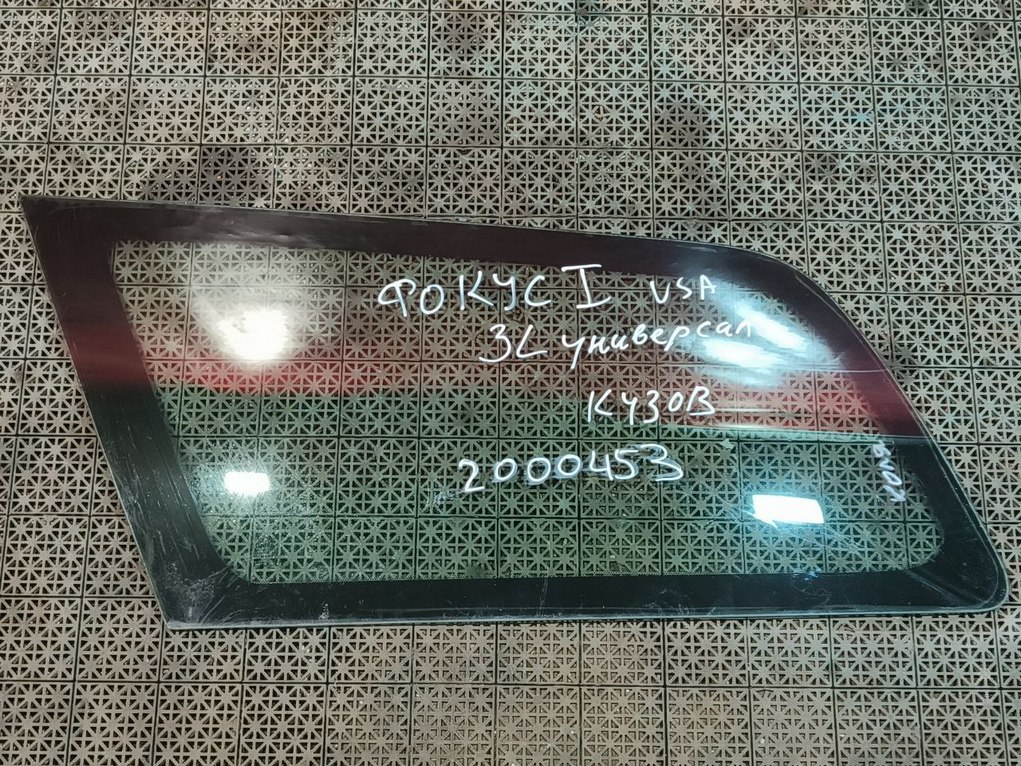 ФОКУС I USA
3L универсал
КУЗОВ
2000453